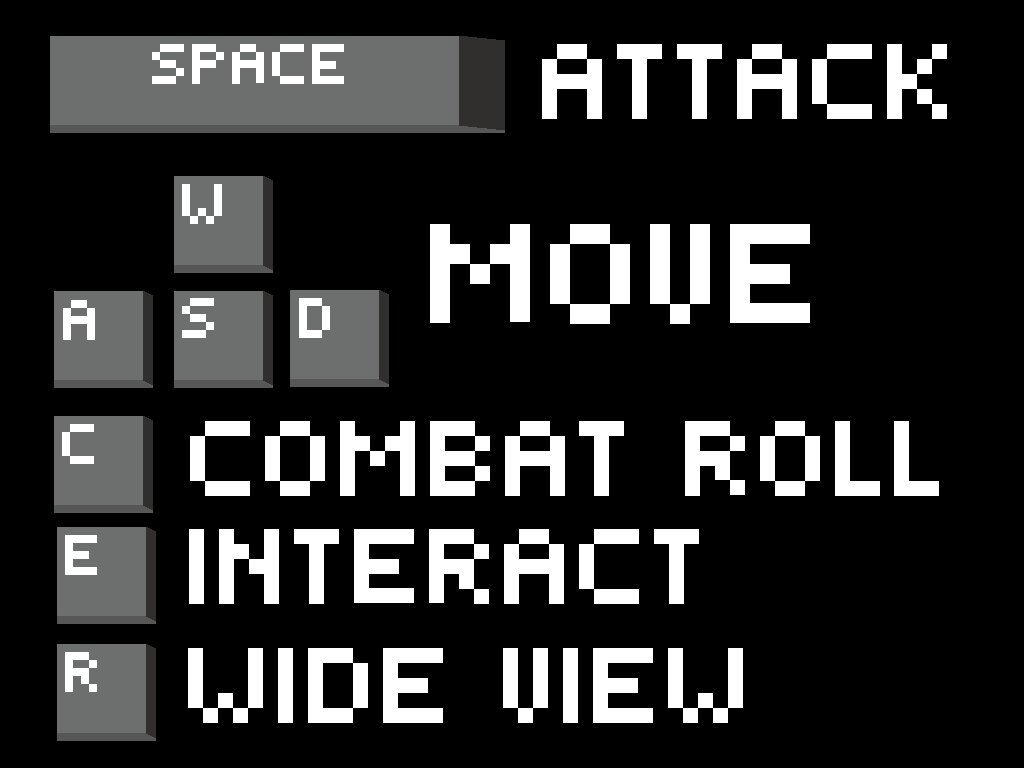 SPACE ATTACK
W
A S D MOVE
C COMBAT ROLL
E INTERACT
R WIDE VIEW